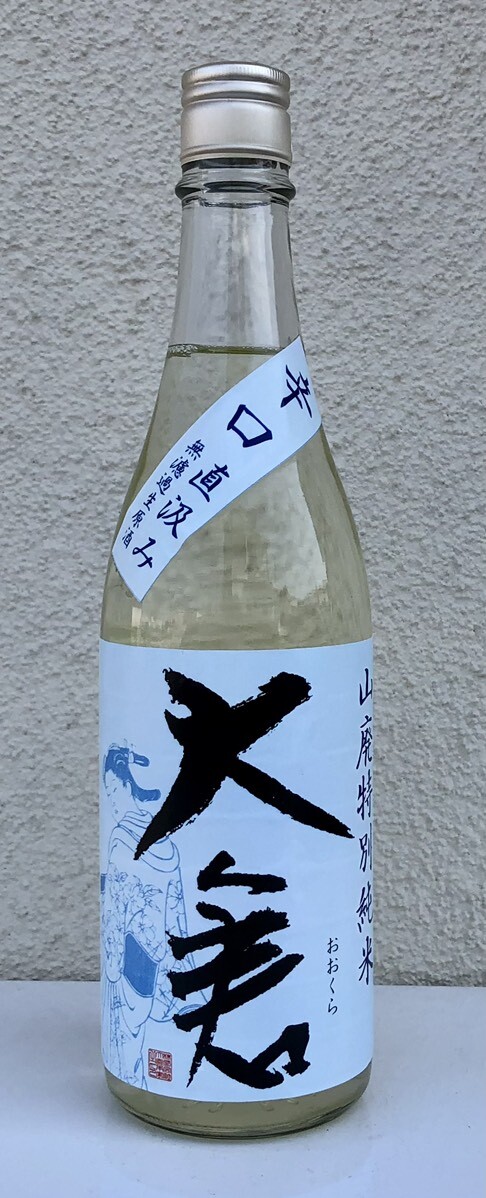 辛口直汲み
無濾過生原酒
山廃特別純米
おおくら
大倉